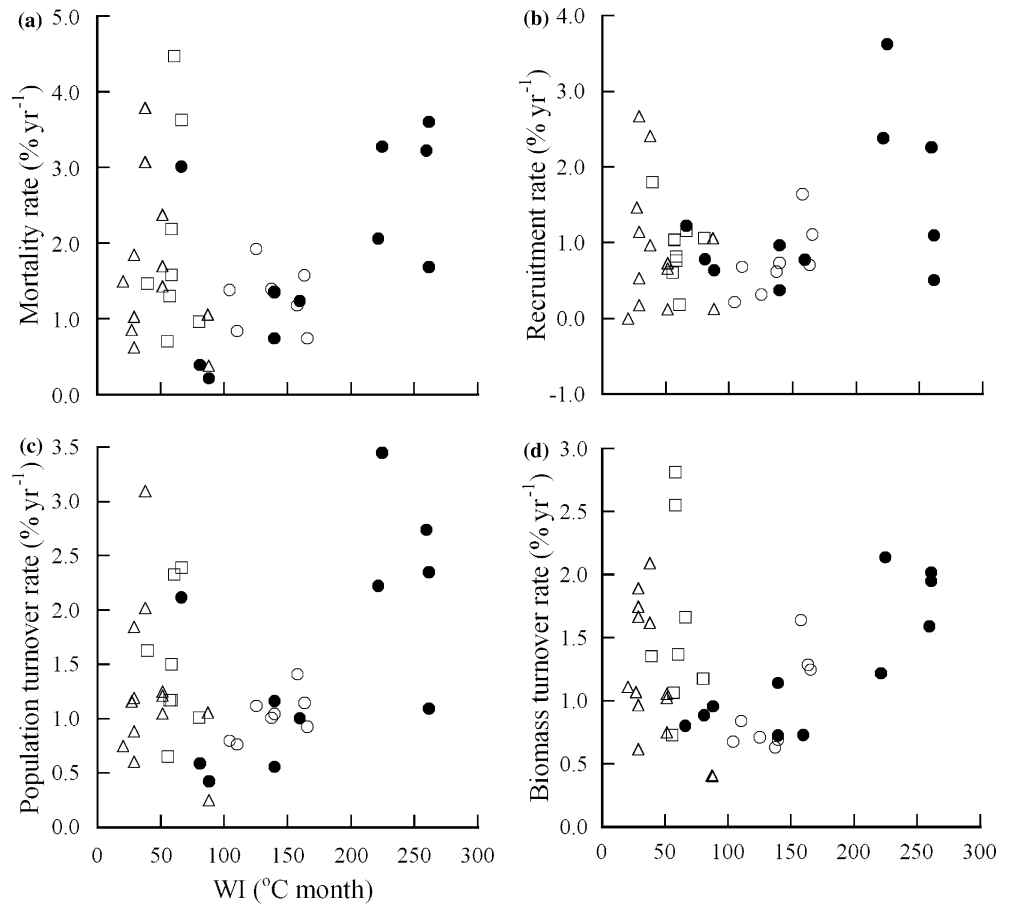 (a)
5.0
4.0
3.0
2.0
1.0
0.0
Mortality rate (% yr⁻¹)
(b)
4.0
3.0
2.0
1.0
0.0
-1.0
Recruitment rate (% yr⁻¹)
(c)
3.5
3.0
2.5
2.0
1.5
1.0
0.5
0.0
Population turnover rate (% yr⁻¹)
0 50 100 150 200 250 300
WI (°C month)
(d)
3.0
2.5
2.0
1.5
1.0
0.5
0.0
Biomass turnover rate (% yr⁻¹)
0 50 100 150 200 250 300